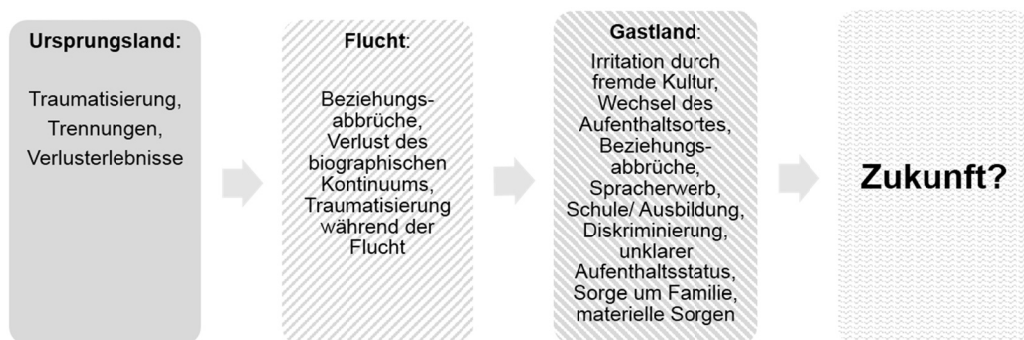 Ursprungsland:
Traumatisierung,
Trennungen,
Verlusterlebnisse
Flucht:
Beziehungs-
abbrüche,
Verlust des
biographischen
Kontinuums,
Traumatisierung
während der
Flucht
Gastland:
Irritation durch
fremde Kultur,
Wechsel des
Aufenthaltsortes,
Beziehungs-
abbrüche,
Spracherwerb,
Schule/ Ausbildung,
Diskriminierung,
unklarer
Aufenthaltsstatus,
Sorge um Familie,
materielle Sorgen
Zukunft?